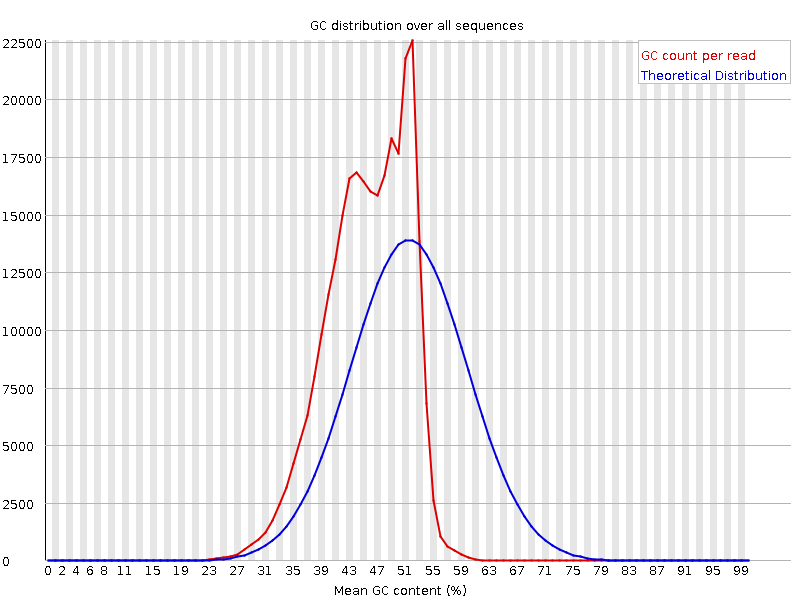 GC distribution over all sequences
GC count per read
Theoretical Distribution
22500
20000
17500
15000
12500
10000
7500
5000
2500
0
0 2 4 6 8 11 15 19 23 27 31 35 39 43 47 51 55 59 63 67 71 75 79 83 87 91 95 99
Mean GC content (%)